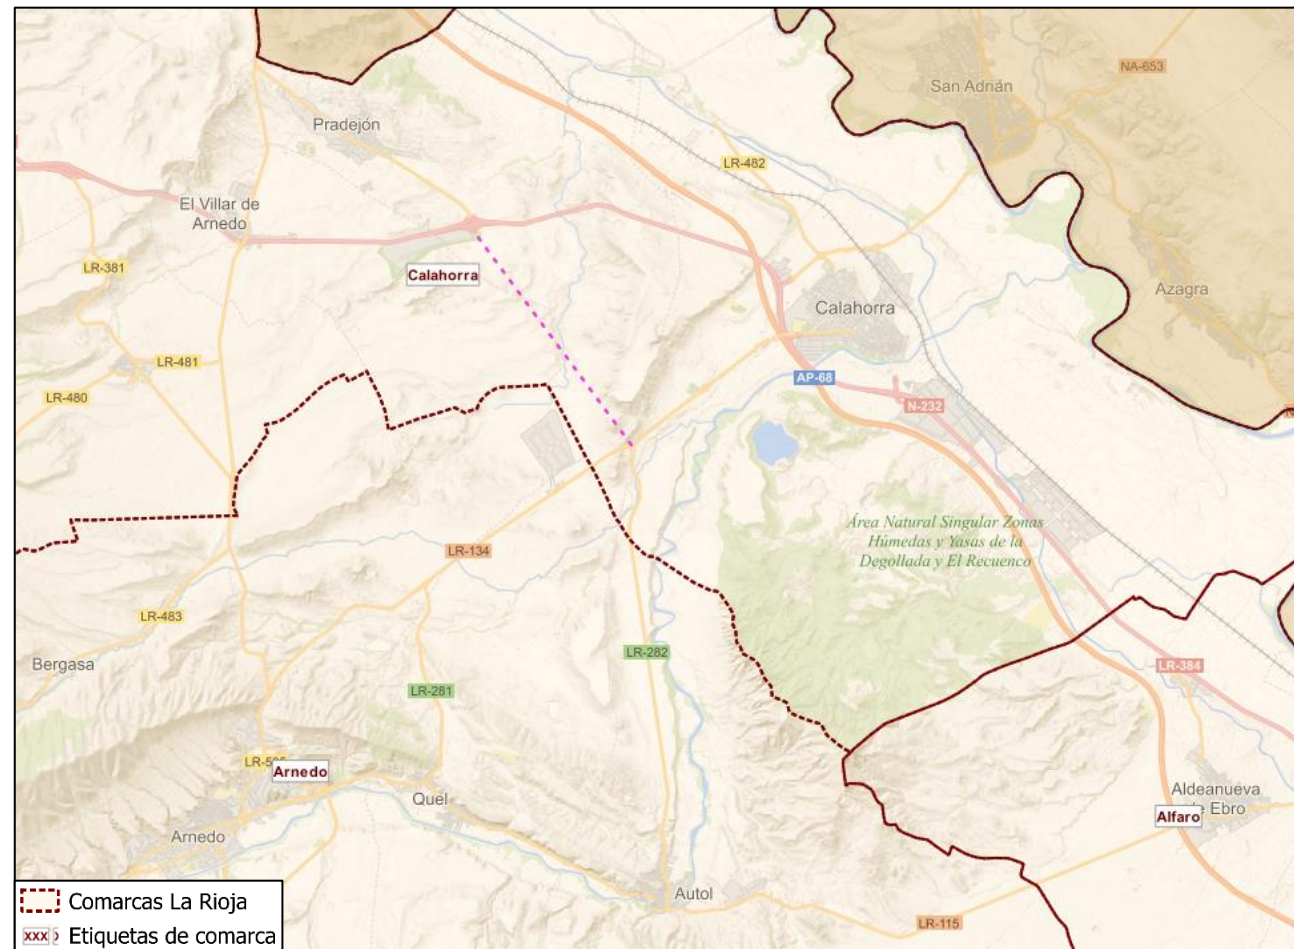 NA-653
San Adrián
Pradejón
LR-482
El Villar de
Arnedo
LR-381
Calahorra
Azagra
Calahorra
LR-481
AP-68
LR-480
N-232
Área Natural Singular Zonas
Húmedas y Yasas de la
Degollada y El Recuenco
LR-134
LR-483
LR-282
Bergasa
LR-384
LR-281
Arnedo
Aldeanueva
de Ebro
Quel
Alfaro
Arnedo
Autol
LR-115
Comarcas La Rioja
xxx
Etiquetas de comarca